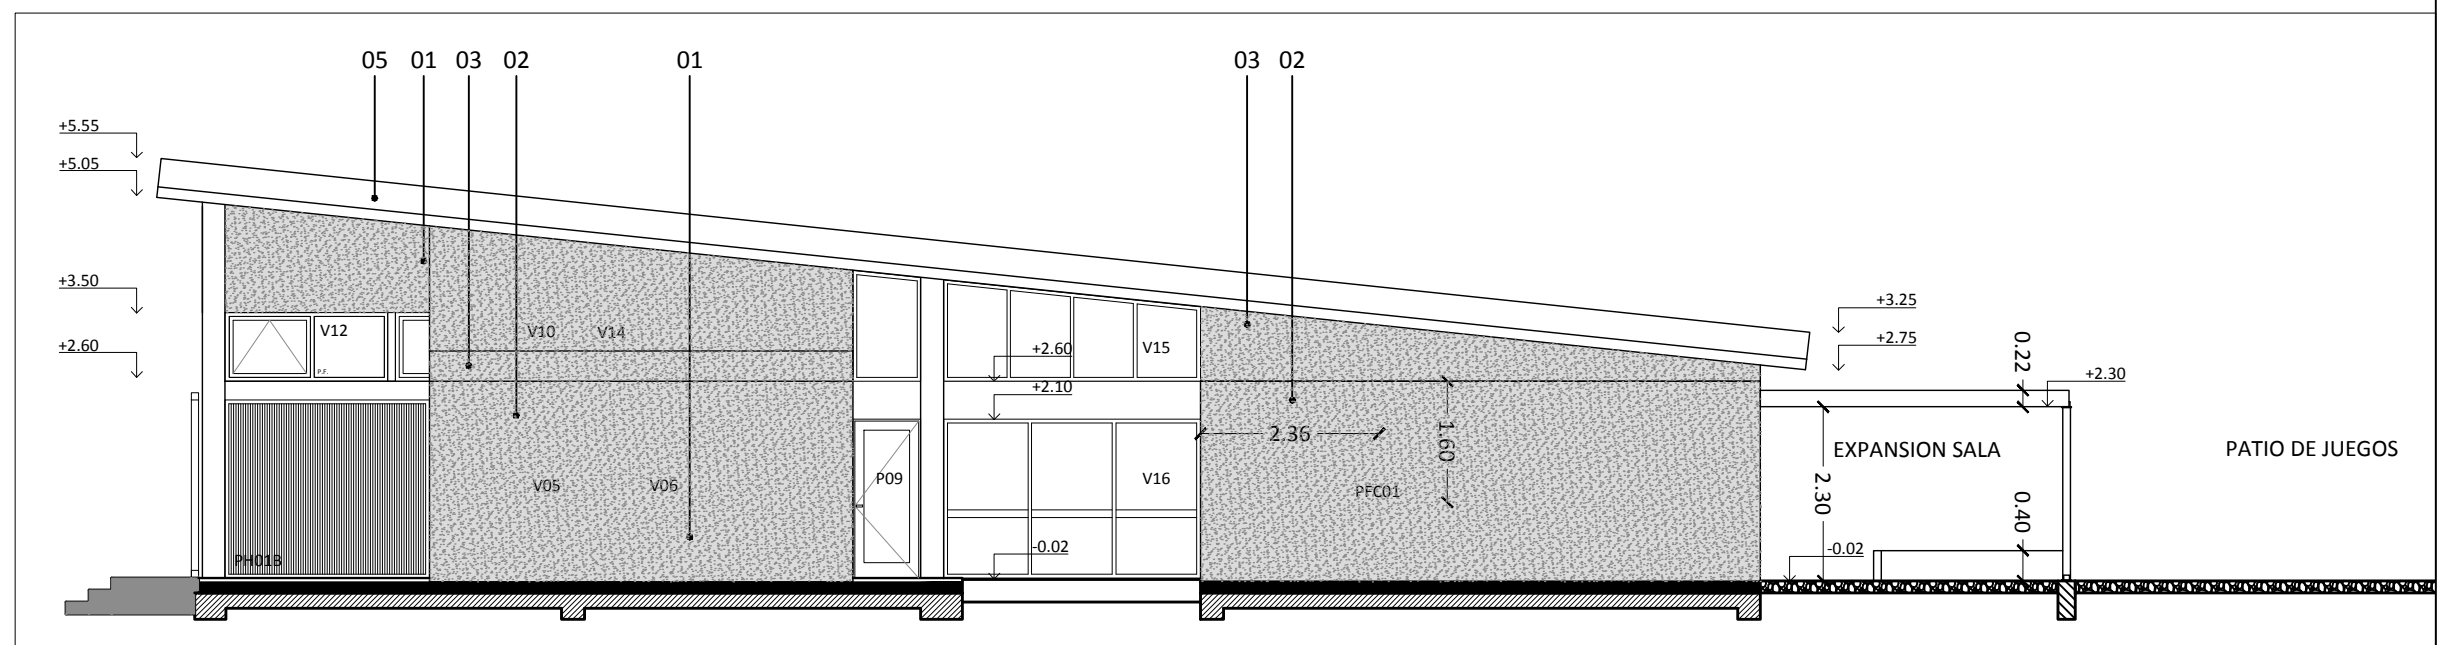 05 01 03 02 01 03 02
+5.55
+5.05
+3.50
+3.25
+2.60
V12
P.F.
V10 V14
+2.60
V15
+2.75
0.22
+2.10
+2.30
2.36
1.60
EXPANSION SALA
PATIO DE JUEGOS
V05 V06
P09
V16
PFC01
2.30
0.40
PH01B
-0.02
-0.02